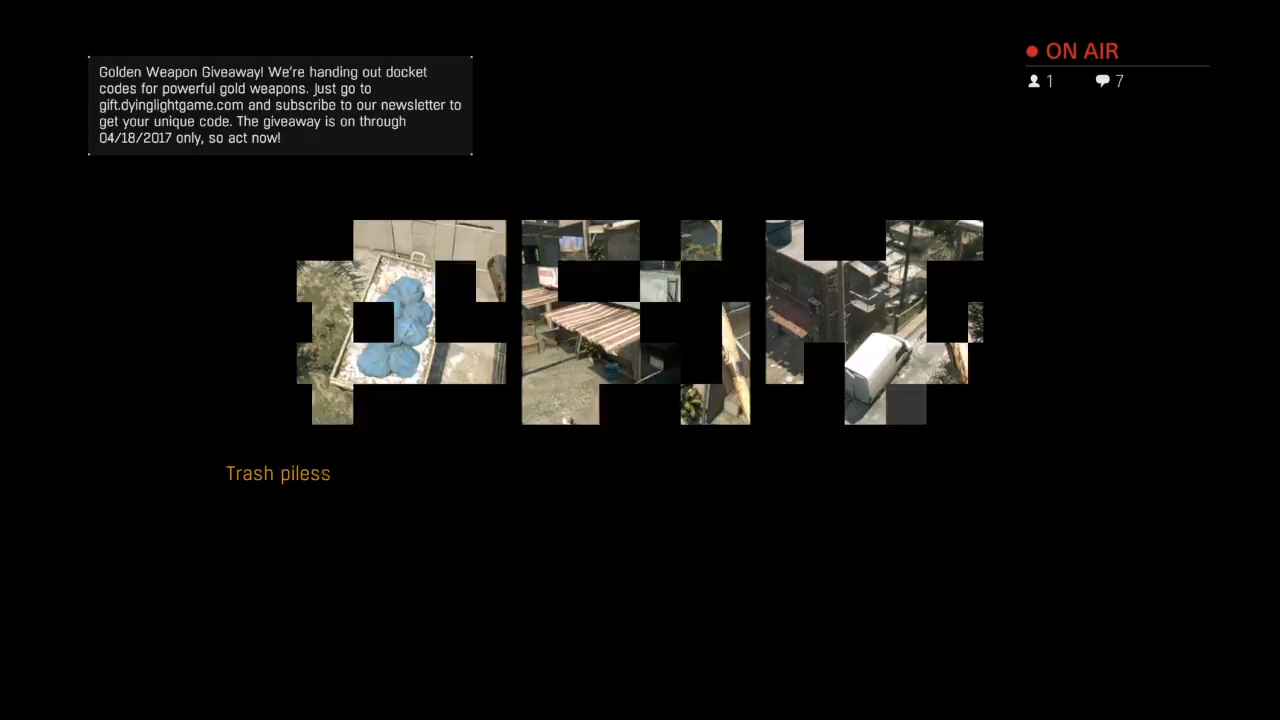 Golden Weapon Giveaway! We're handing out docket
codes for powerful gold weapons. Just go to
gift.dyinglightgame.com and subscribe to our newsletter to
get your unique code. The giveaway is on through
04/18/2017 only, so act now!
ON AIR
1 7
Trash piless